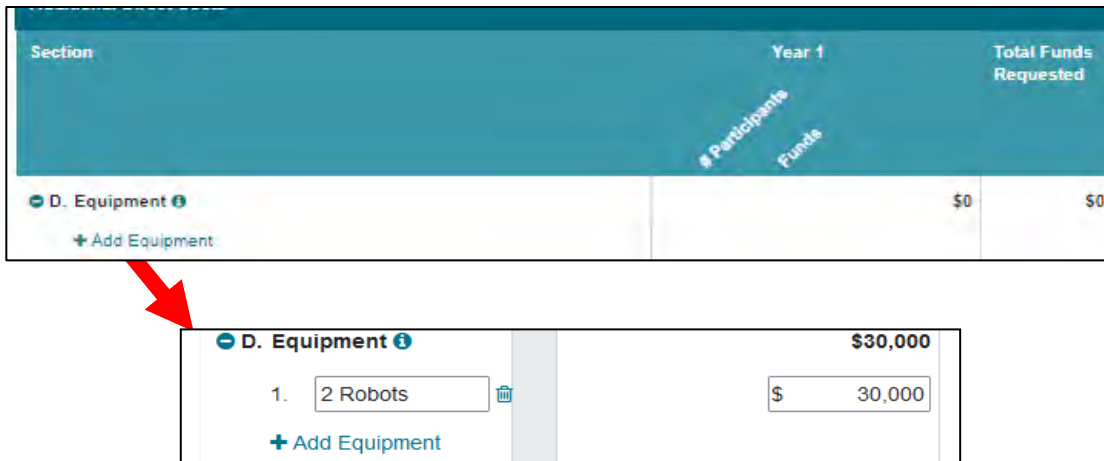 Section
Year 1
Total Funds
Requested
# Participants
Funds
D. Equipment
$0
$0
+ Add Equipment
D. Equipment
$30,000
1. 2 Robots
$ 30,000
+ Add Equipment